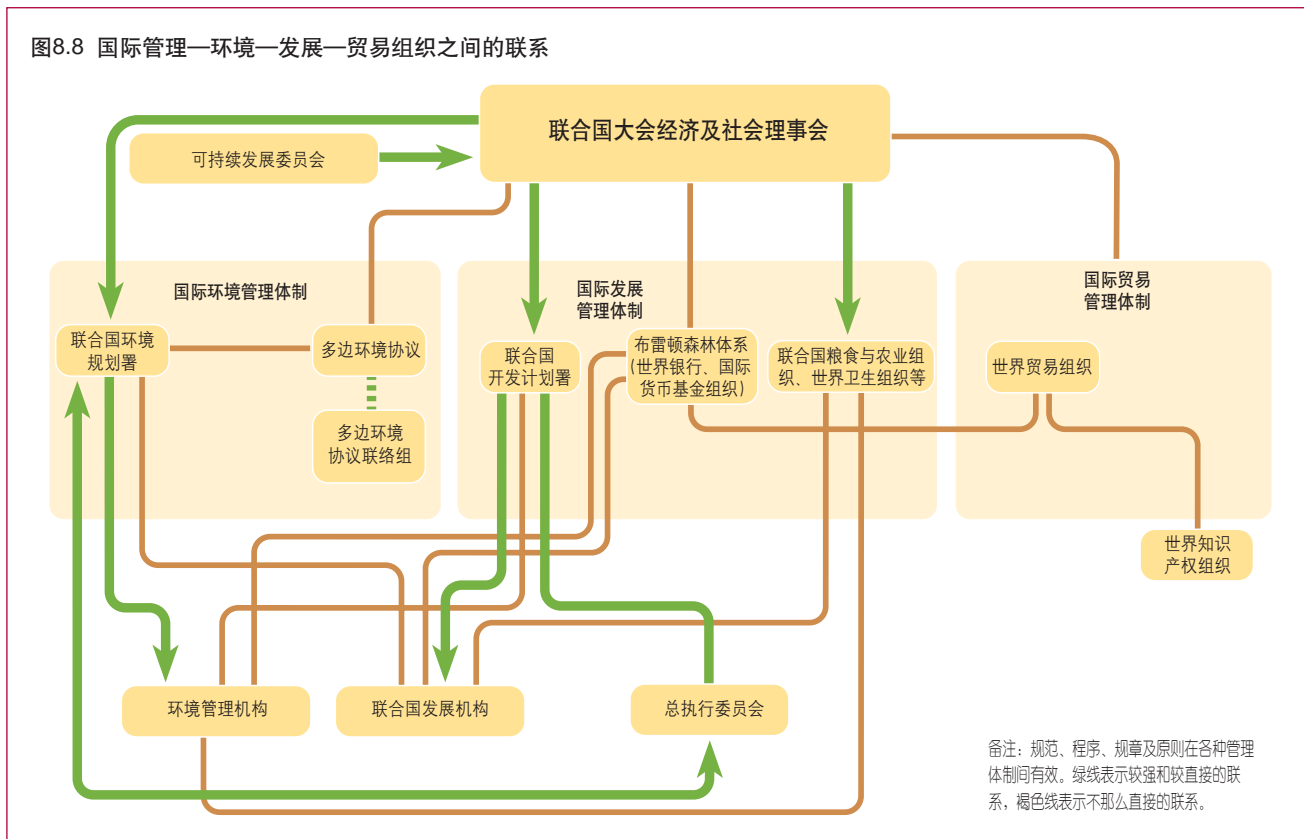 图8.8 国际管理—环境—发展—贸易组织之间的联系
联合国大会经济及社会理事会
可持续发展委员会
国际环境管理体制
国际发展
管理体制
国际贸易
管理体制
联合国环境
规划署
多边环境协议
多边环境
协议联络组
联合国
开发计划署
布雷顿森林体系
(世界银行、国际
货币基金组织)
联合国粮食与农业组
织、世界卫生组织等
世界贸易组织
世界知识
产权组织
环境管理机构
联合国发展机构
总执行委员会
备注：规范、程序、规章及原则在各种管理
体制间有效。绿线表示较强和较直接的联
系，褐色线表示不那么直接的联系。